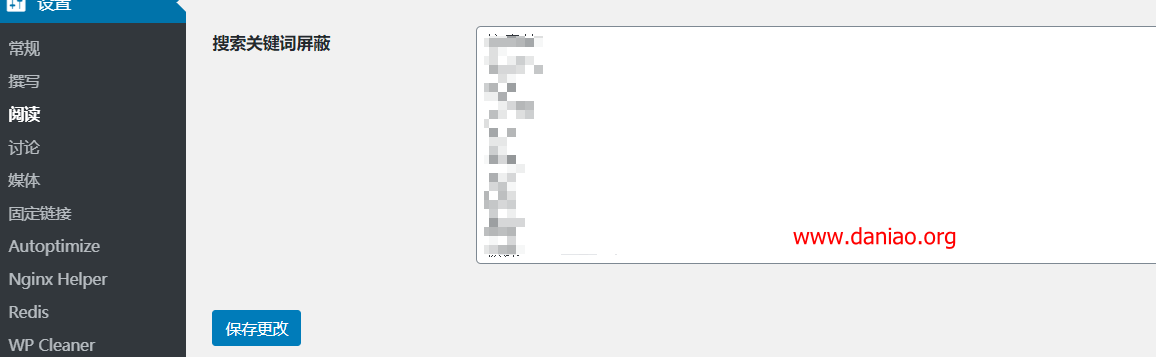 设置
常规
撰写
阅读
讨论
媒体
固定链接
Autoptimize
Nginx Helper
Redis
WP Cleaner
搜索关键词屏蔽
www.daniao.org
保存更改